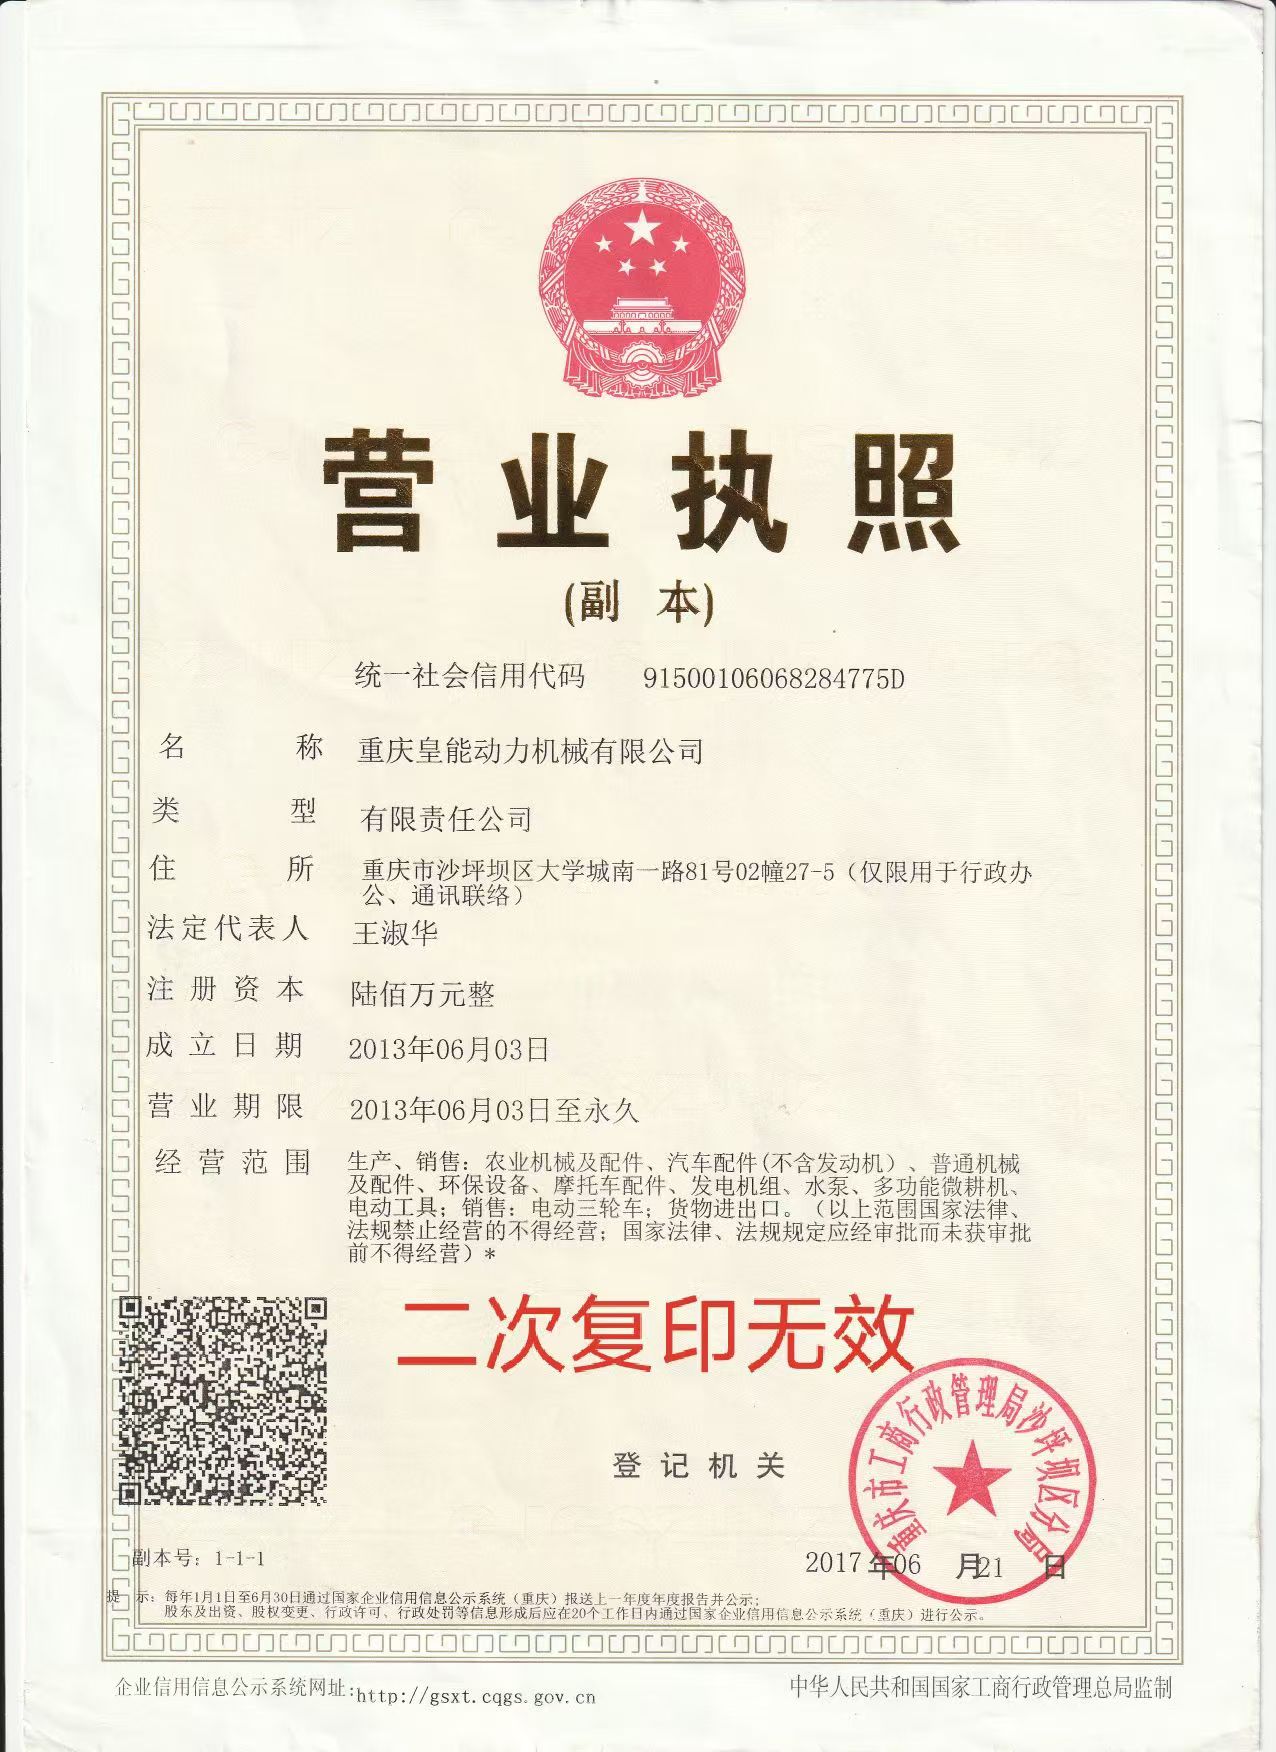 营业执照
(副 本)
统一社会信用代码 91500106068284775D
名 称 重庆皇能动力机械有限公司
类 型 有限责任公司
住 所 重庆市沙坪坝区大学城南一路81号02幢27-5（仅限用于行政办
公、通讯联络）
法定代表人 王淑华
注册资本 陆佰万元整
成立日期 2013年06月03日
营业期限 2013年06月03日至永久
经营范围 生产、销售：农业机械及配件、汽车配件(不含发动机）、普通机械
及配件、环保设备、摩托车配件、发电机组、水泵、多功能微耕机、
电动工具；销售：电动三轮车；货物进出口。（以上范围国家法律、
法规禁止经营的不得经营；国家法律、法规规定应经审批而未获审批
前不得经营）*
二次复印无效
重庆市工商行政管理局沙坪坝区分局
登记机关
2017年06月21日
副本号：1-1-1
提 示：每年1月1日至6月30日通过国家企业信用信息公示系统（重庆）报送上一年度年度报告并公示；
股东及出资、股权变更、行政许可、行政处罚等信息形成后应在20个工作日内通过国家企业信用信息公示系统（重庆）进行公示。
企业信用信息公示系统网址:http://gsxt.cqgs.gov.cn
中华人民共和国国家工商行政管理总局监制